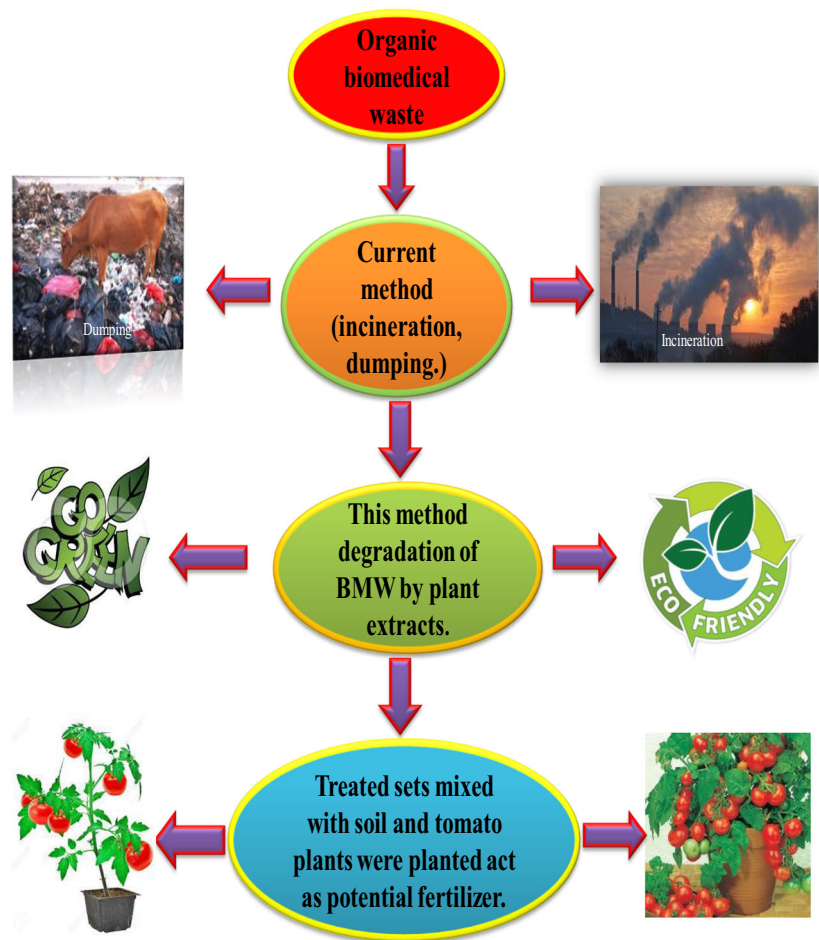 Organic
biomedical
waste
Dumping
Current
method
(incineration,
dumping.)
Incineration
GO
GREEN
This method
degradation of
BMW by plant
extracts.
ECO FRIENDLY
Treated sets mixed
with soil and tomato
plants were planted act
as potential fertilizer.